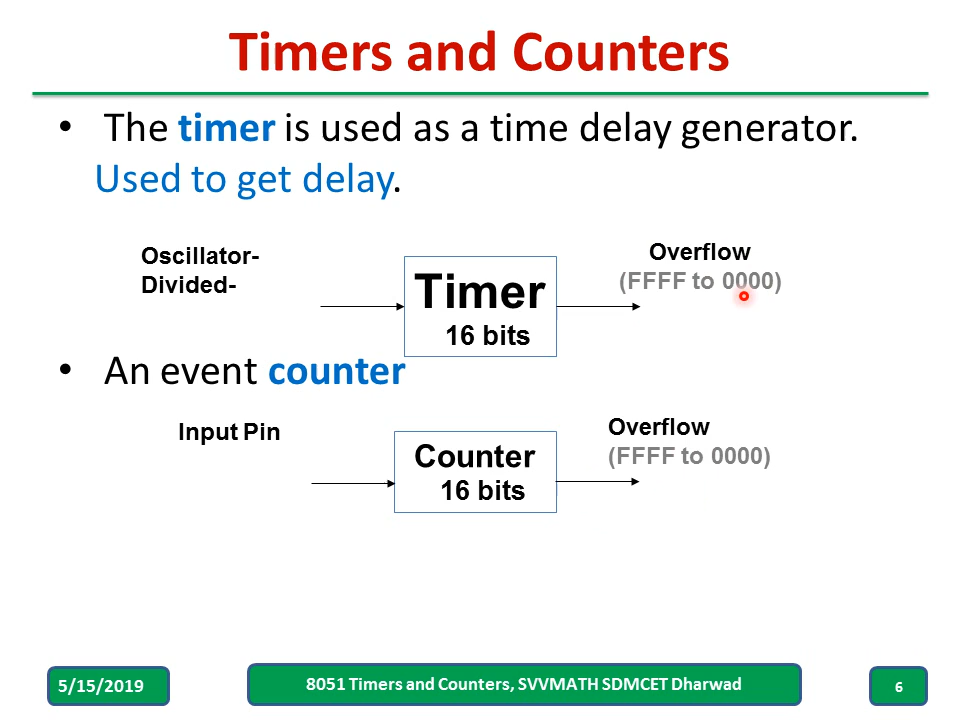 Timers and Counters
• The timer is used as a time delay generator.
Used to get delay.
Oscillator-
Divided-
Timer
16 bits
Overflow
(FFFF to 0000)
• An event counter
Input Pin
Counter
16 bits
Overflow
(FFFF to 0000)
5/15/2019
8051 Timers and Counters, SVVMATH SDMCET Dharwad
6